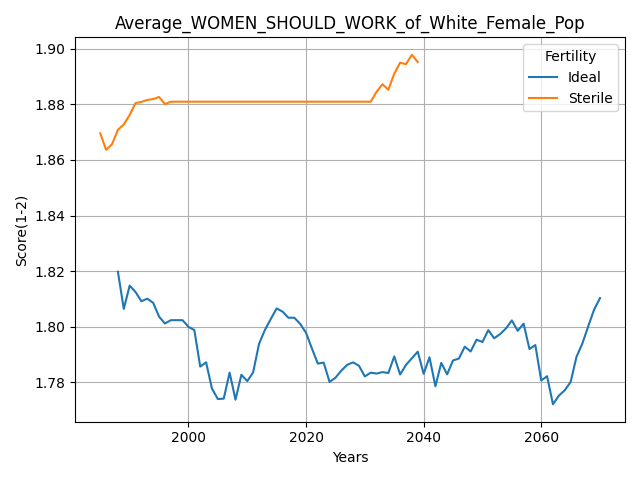 Average_WOMEN_SHOULD_WORK_of_White_Female_Pop
Fertility
Ideal
Sterile
Score(1-2)
1.90
1.88
1.86
1.84
1.82
1.80
1.78
2000
2020
2040
2060
Years